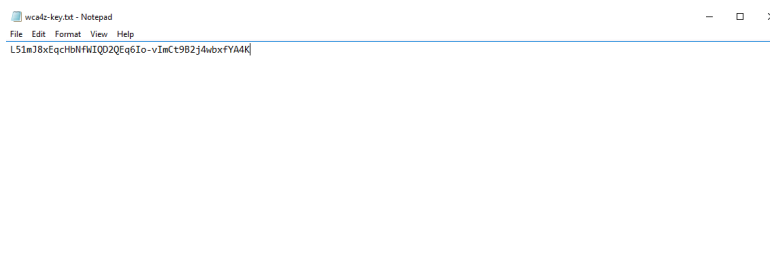 wca4z-key.txt - Notepad
File Edit Format View Help
L51mJ8xEqcHbNfWIQD2QEq6Io-vImCt9B2j4wbxfYA4K